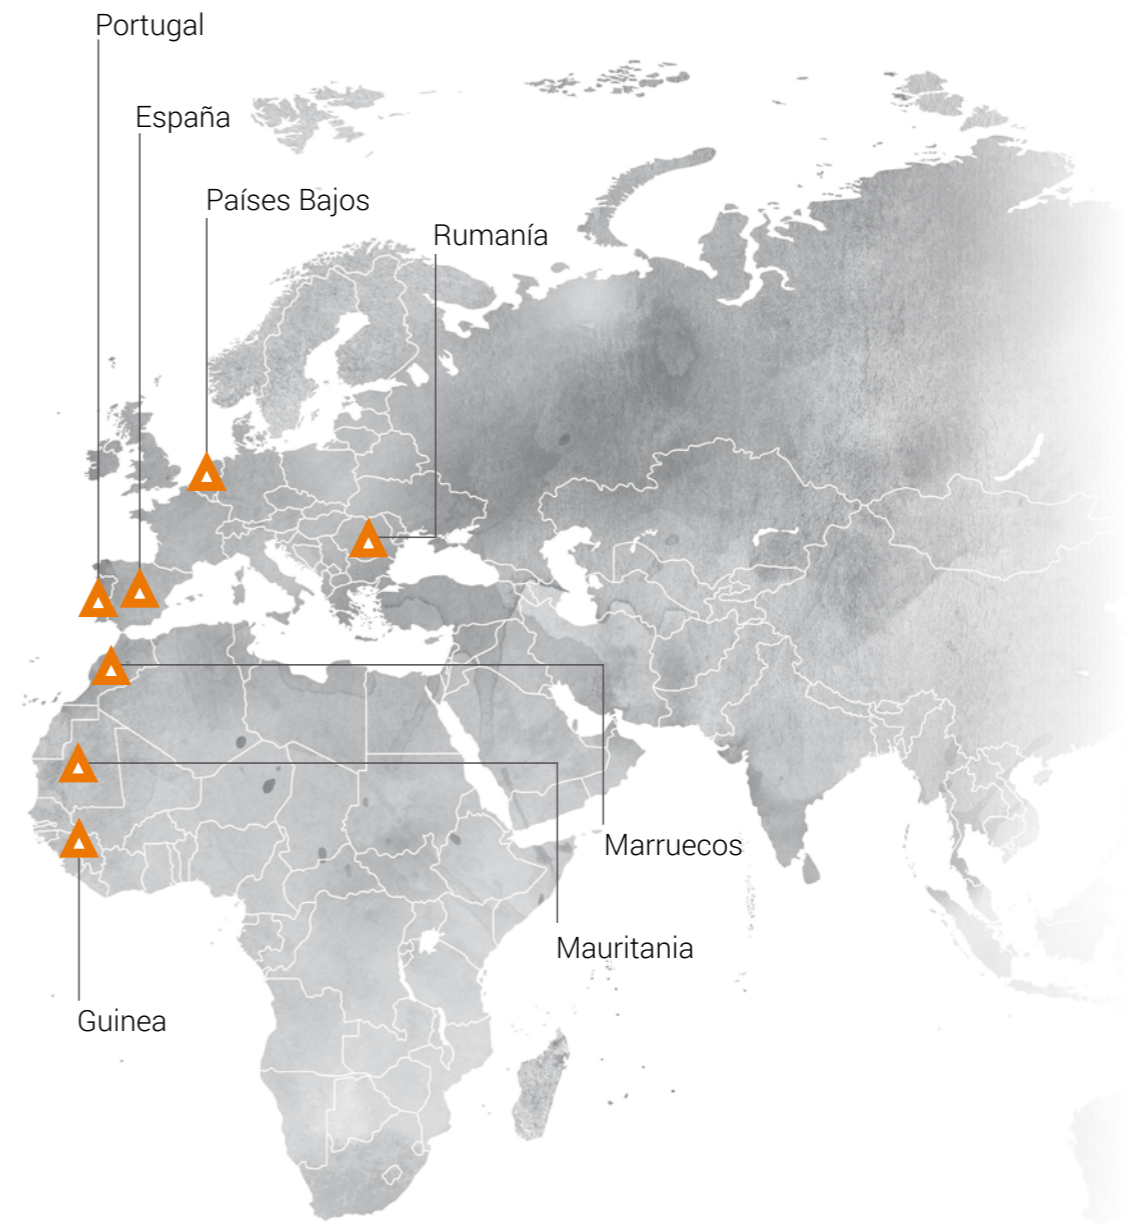 Portugal
España
Países Bajos
Rumanía
Marruecos
Mauritania
Guinea